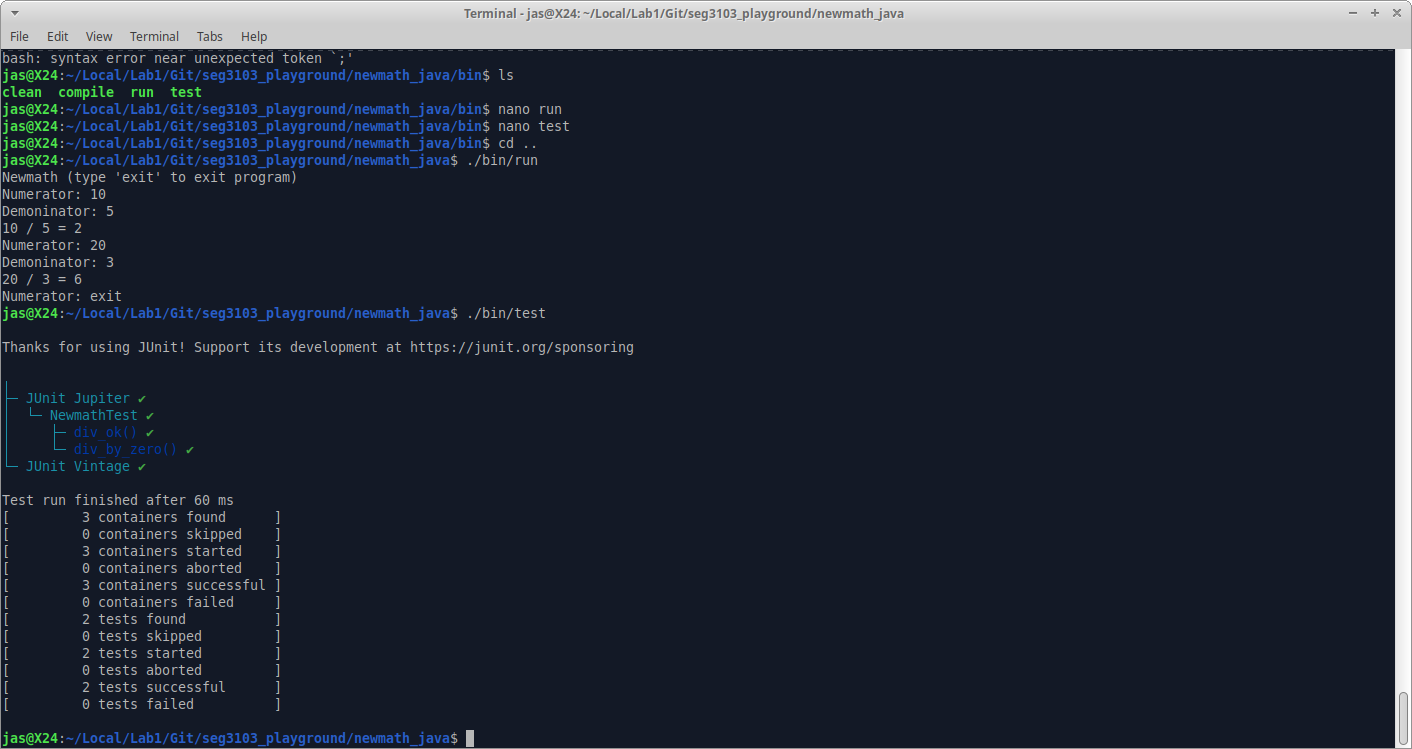 Terminal - jas@X24: ~/Local/Lab1/Git/seg3103_playground/newmath_java
File Edit View Terminal Tabs Help
bash: syntax error near unexpected token `;'
jas@X24:~/Local/Lab1/Git/seg3103_playground/newmath_java/bin$ ls
clean  compile  run  test
jas@X24:~/Local/Lab1/Git/seg3103_playground/newmath_java/bin$ nano run
jas@X24:~/Local/Lab1/Git/seg3103_playground/newmath_java/bin$ nano test
jas@X24:~/Local/Lab1/Git/seg3103_playground/newmath_java/bin$ cd ..
jas@X24:~/Local/Lab1/Git/seg3103_playground/newmath_java$ ./bin/run
Newmath (type 'exit' to exit program)
Numerator: 10
Demoninator: 5
10 / 5 = 2
Numerator: 20
Demoninator: 3
20 / 3 = 6
Numerator: exit
jas@X24:~/Local/Lab1/Git/seg3103_playground/newmath_java$ ./bin/test
Thanks for using JUnit! Support its development at https://junit.org/sponsoring
├─ JUnit Jupiter ✔
│  └─ NewmathTest ✔
│     ├─ div_ok() ✔
│     └─ div_by_zero() ✔
└─ JUnit Vintage ✔
Test run finished after 60 ms
[         3 containers found      ]
[         0 containers skipped    ]
[         3 containers started    ]
[         0 containers aborted    ]
[         3 containers successful ]
[         0 containers failed     ]
[         2 tests found           ]
[         0 tests skipped         ]
[         2 tests started         ]
[         0 tests aborted         ]
[         2 tests successful      ]
[         0 tests failed          ]
jas@X24:~/Local/Lab1/Git/seg3103_playground/newmath_java$